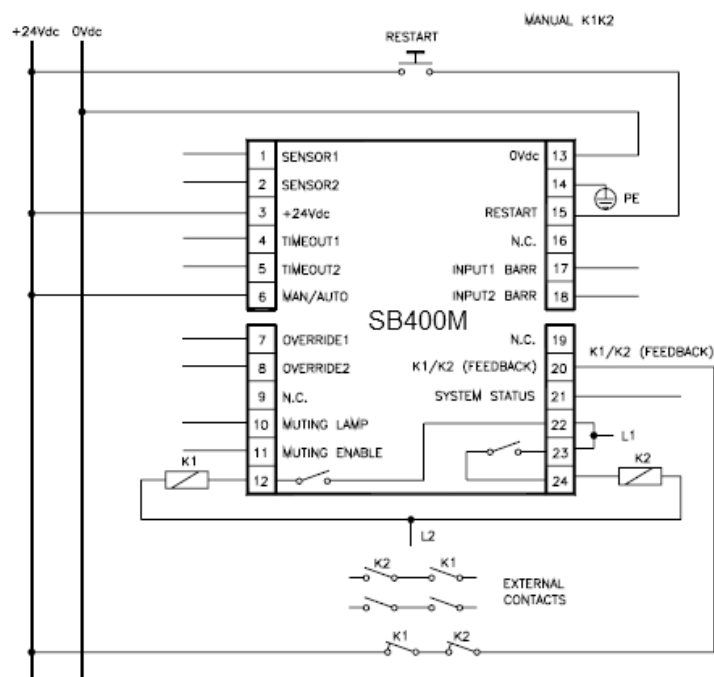 MANUAL K1K2
+24Vdc 0Vdc
RESTART
1 SENSOR1 0Vdc 13
2 SENSOR2 14 PE
3 +24Vdc RESTART 15
4 TIMEOUT1 N.C. 16
5 TIMEOUT2 INPUT1 BARR 17
6 MAN/AUTO INPUT2 BARR 18
SB400M
7 OVERRIDE1 N.C. 19
K1/K2 (FEEDBACK)
8 OVERRIDE2 K1/K2 (FEEDBACK) 20
9 N.C. SYSTEM STATUS 21
10 MUTING LAMP 22
L1
11 MUTING ENABLE 23
K1 12 24 K2
L2
K2 K1
EXTERNAL
CONTACTS
K1 K2